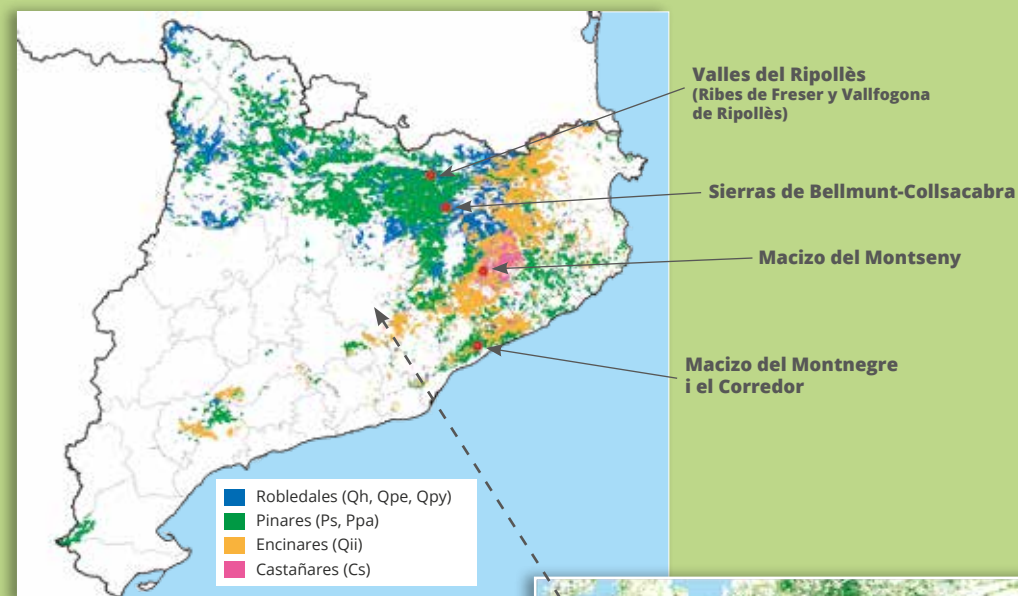 Valles del Ripollès
(Ribes de Freser y Vallfogona
de Ripollès)
Sierras de Bellmunt-Collsacabra
Macizo del Montseny
Macizo del Montnegre
i el Corredor
Robledales (Qh, Qpe, Qpy)
Pinares (Ps, Ppa)
Encinares (Qii)
Castañares (Cs)